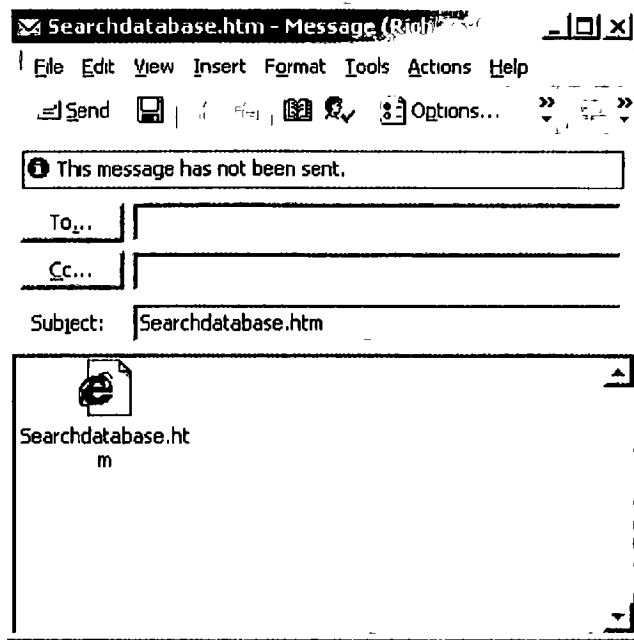 Searchdatabase.htm - Message (Rich
File Edit View Insert Format Tools Actions Help
Send Options...
This message has not been sent.
To...
Cc...
Subject: Searchdatabase.htm
Searchdatabase.ht
m